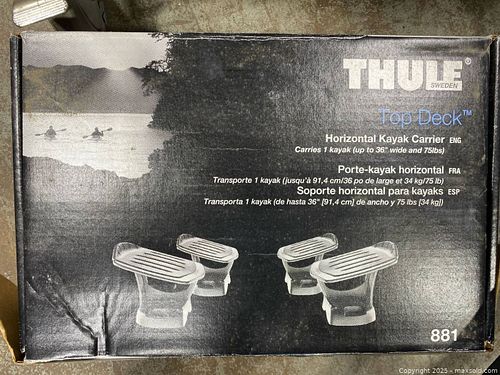 THULE®
SWEDEN
Top Deck™
Horizontal Kayak Carrier ENG
Carries 1 kayak (up to 36" wide and 75lbs)
Porte-kayak horizontal FRA
Transporte 1 kayak (jusqu'à 91,4 cm/36 po de large et 34 kg/75 lb)
Soporte horizontal para kayaks ESP
Transporta 1 kayak (de hasta 36" [91,4 cm] de ancho y 75 lbs [34 kg])
881
Copyright 2025 - maxsold.com